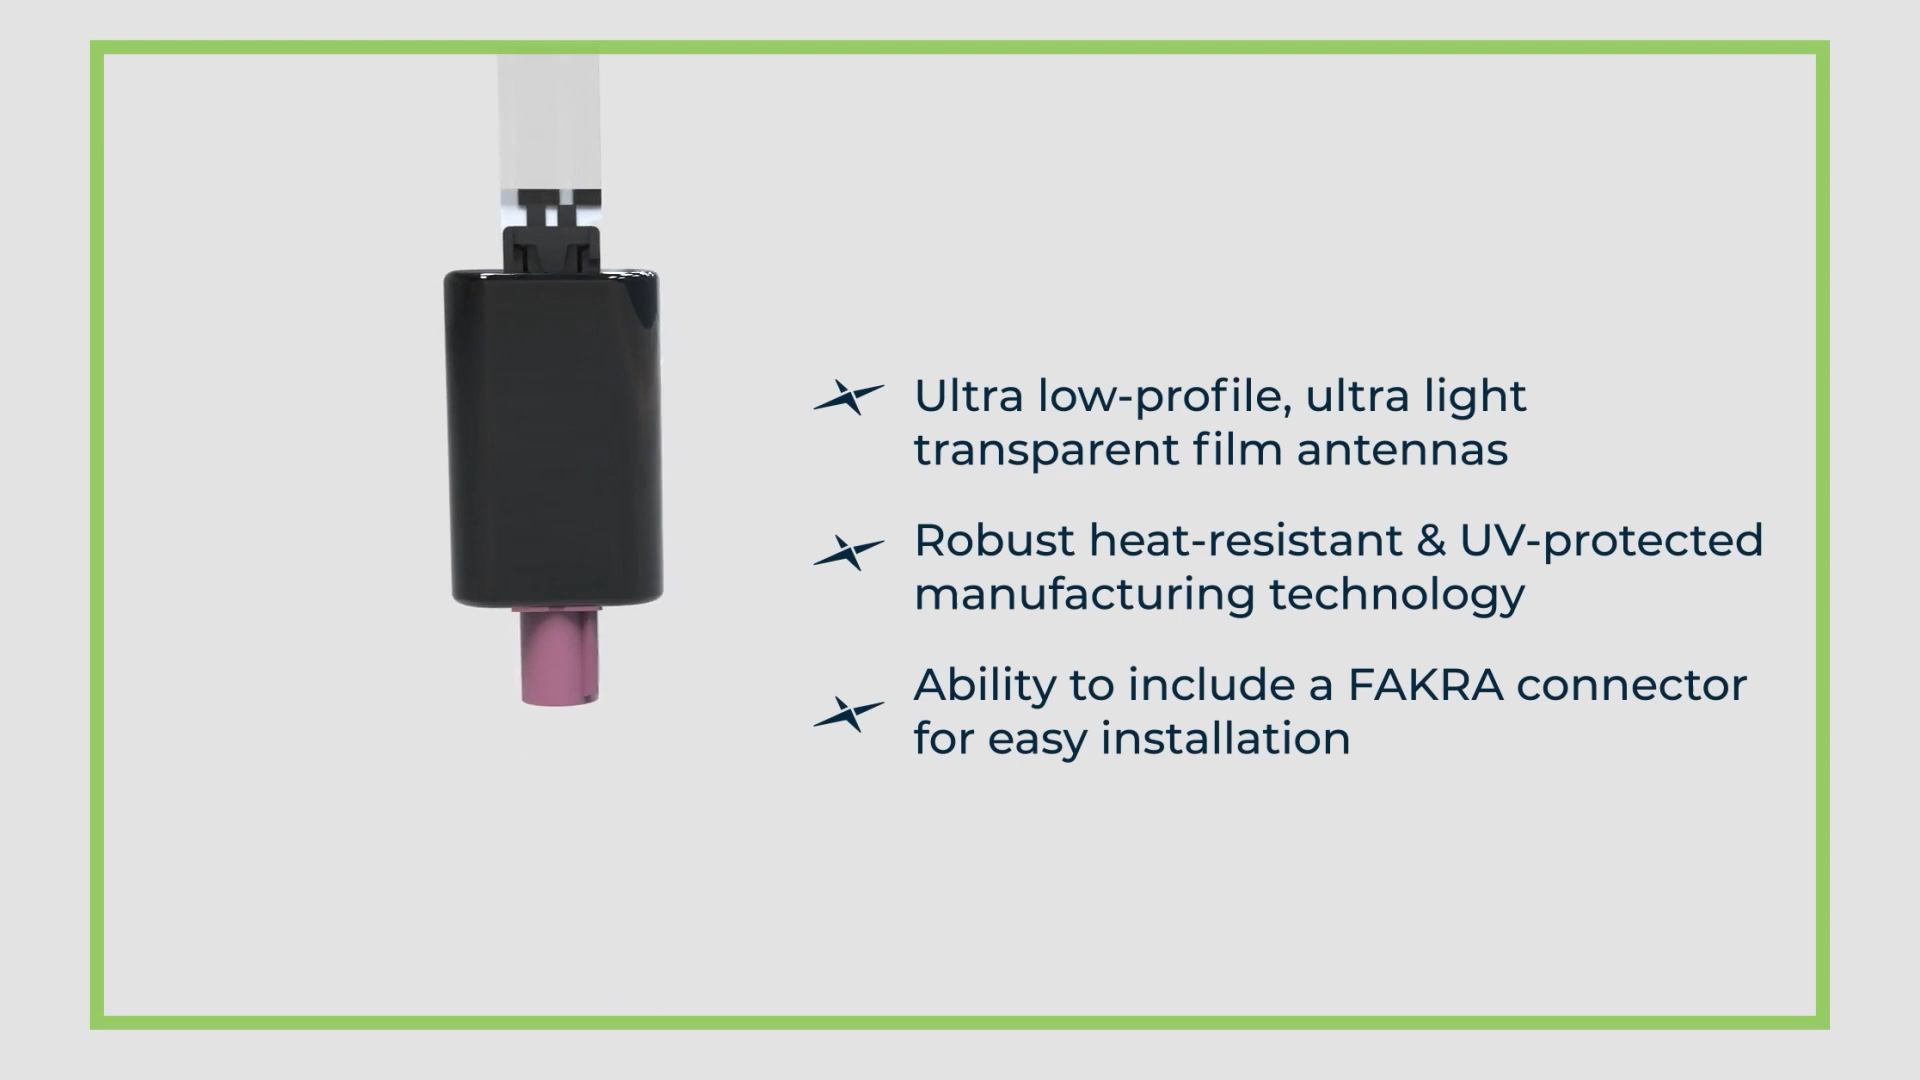 Ultra low-profile, ultra light
transparent film antennas
Robust heat-resistant & UV-protected
manufacturing technology
Ability to include a FAKRA connector
for easy installation